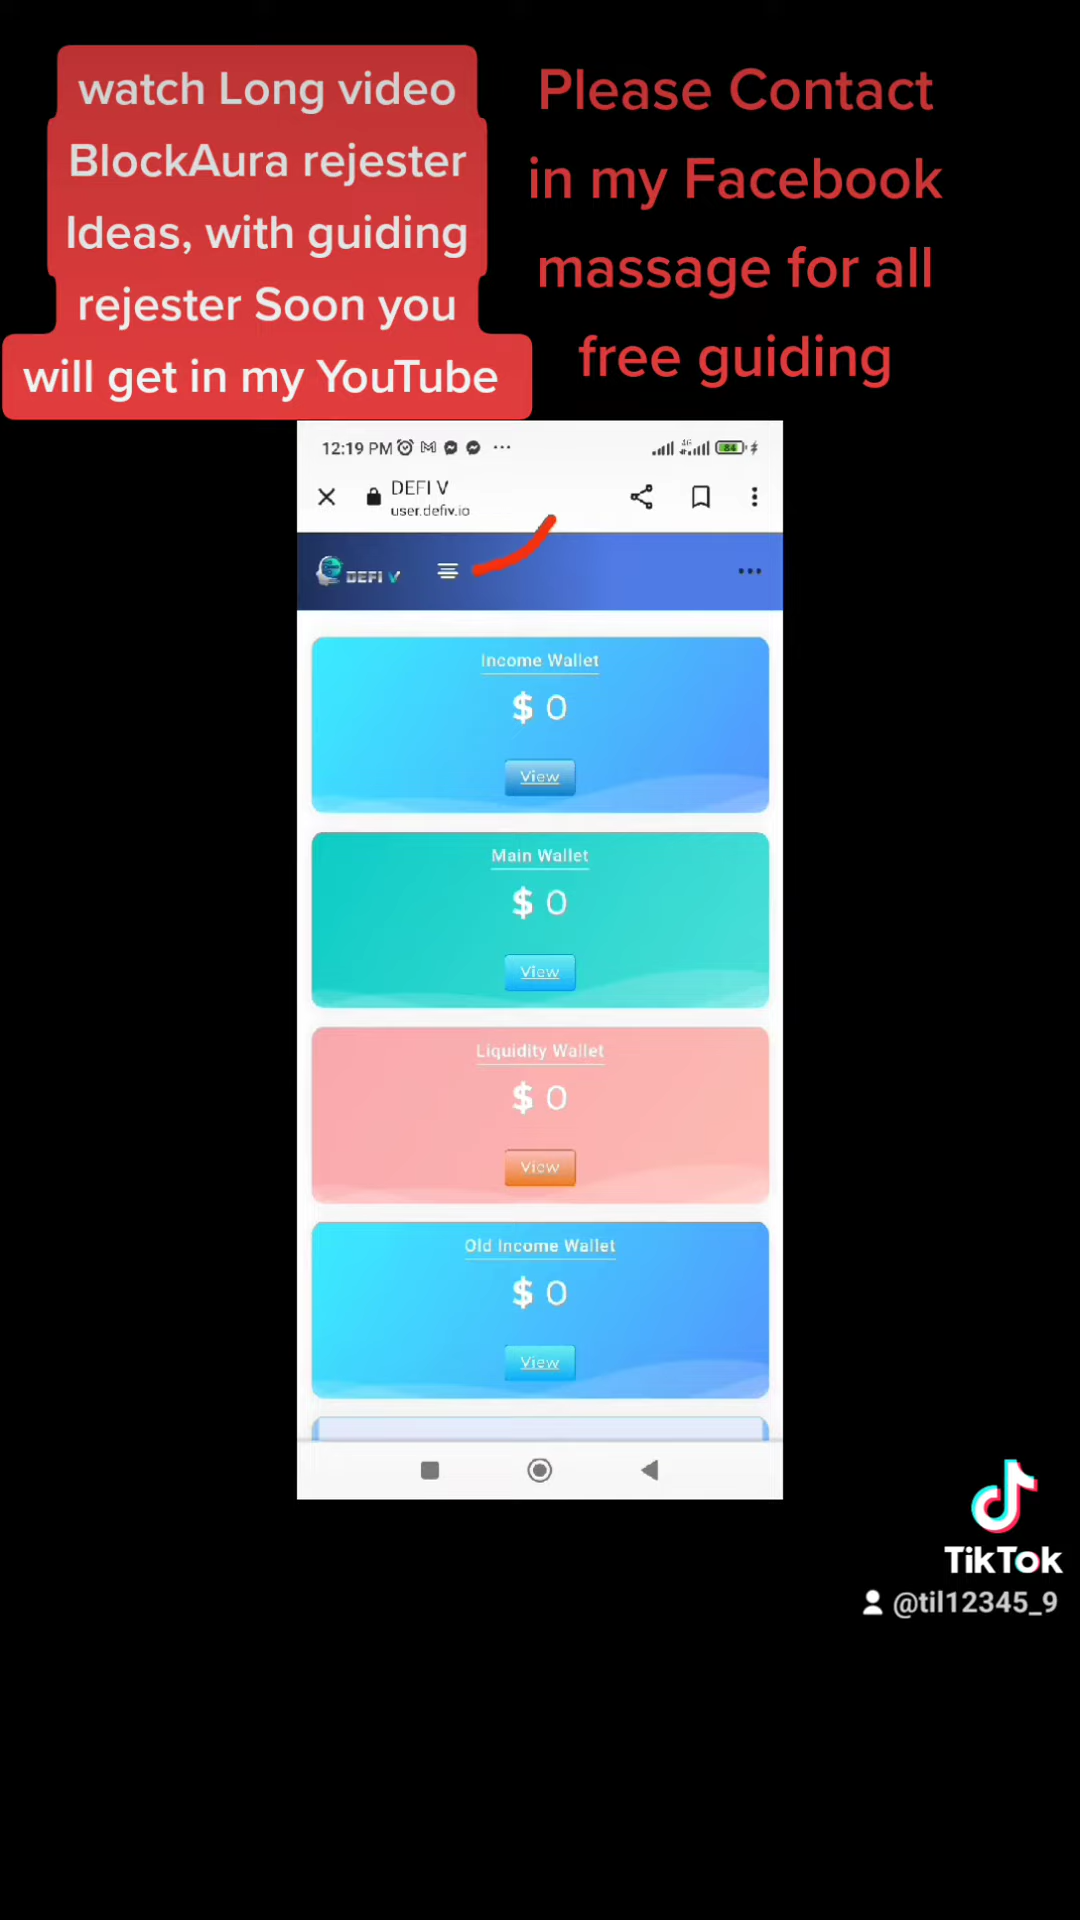 watch Long video
BlockAura rejester
Ideas, with guiding
rejester Soon you
will get in my YouTube
Please Contact
in my Facebook
massage for all
free guiding
12:19 PM
4G
84
DEFI V
user.defiv.io
DEFI V
Income Wallet
$ 0
View
Main Wallet
$ 0
View
Liquidity Wallet
$ 0
View
Old Income Wallet
$ 0
View
TikTok
@til12345_9